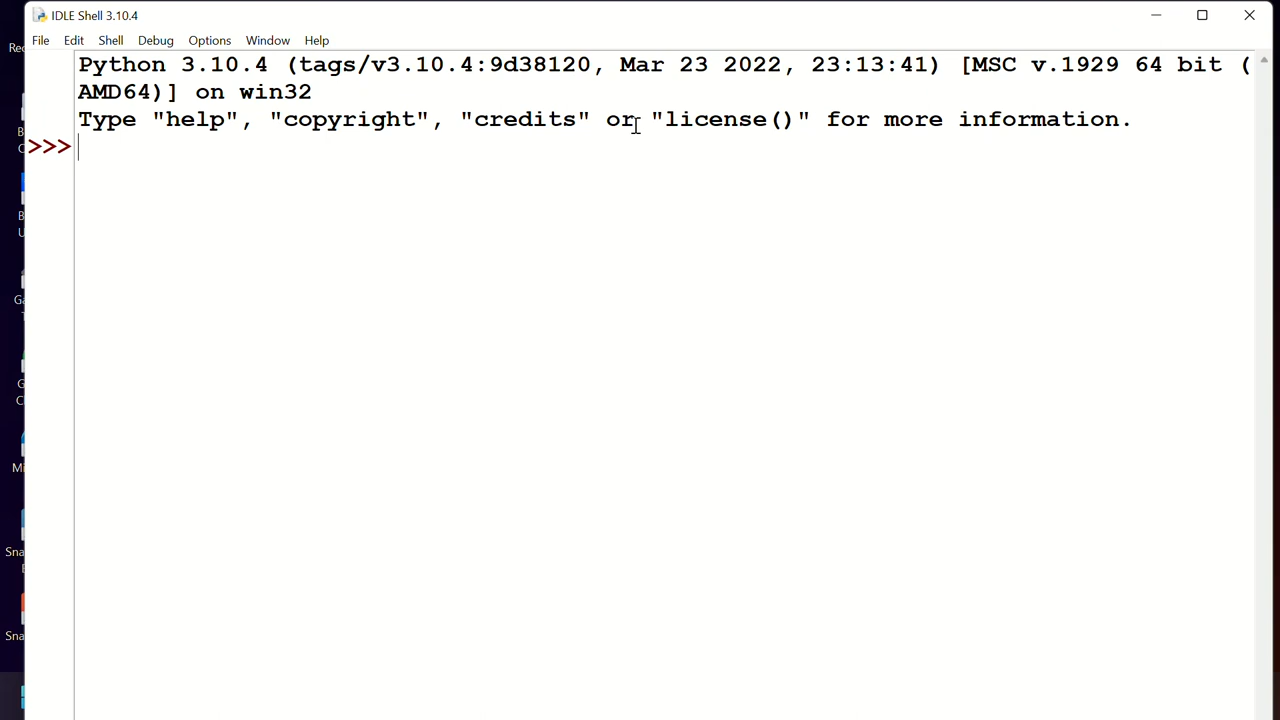 IDLE Shell 3.10.4
File Edit Shell Debug Options Window Help
Python 3.10.4 (tags/v3.10.4:9d38120, Mar 23 2022, 23:13:41) [MSC v.1929 64 bit (
AMD64)] on win32
Type "help", "copyright", "credits" or "license()" for more information.
>>>